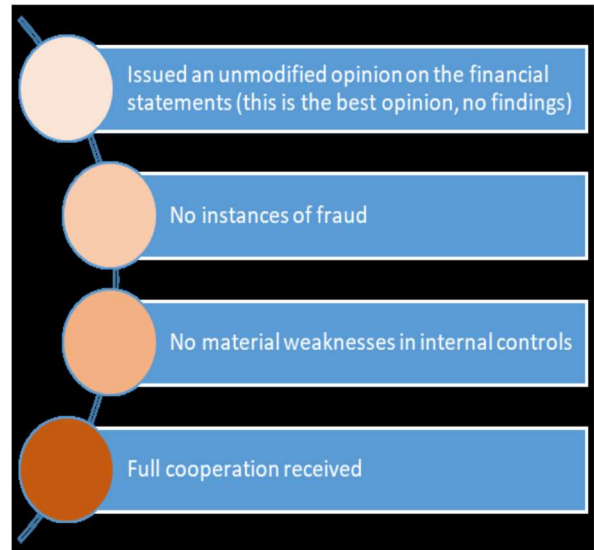 Issued an unmodified opinion on the financial
statements (this is the best opinion, no findings)
No instances of fraud
No material weaknesses in internal controls
Full cooperation received